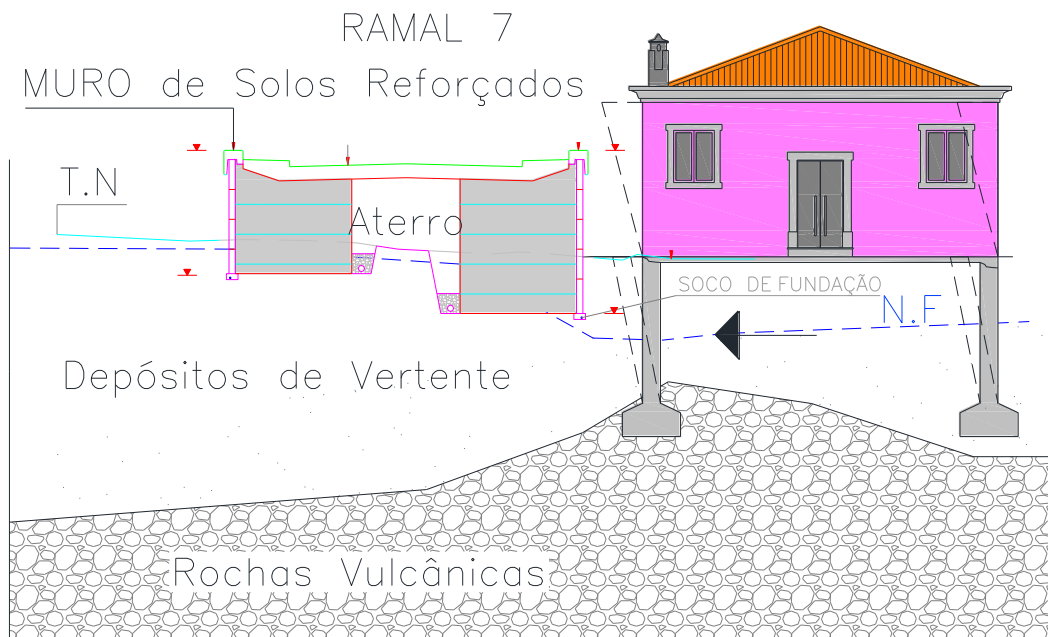 RAMAL 7
MURO de Solos Reforçados
T.N
Aterro
SOCO DE FUNDAÇÃO
N.F
Depósitos de Vertente
Rochas Vulcânicas